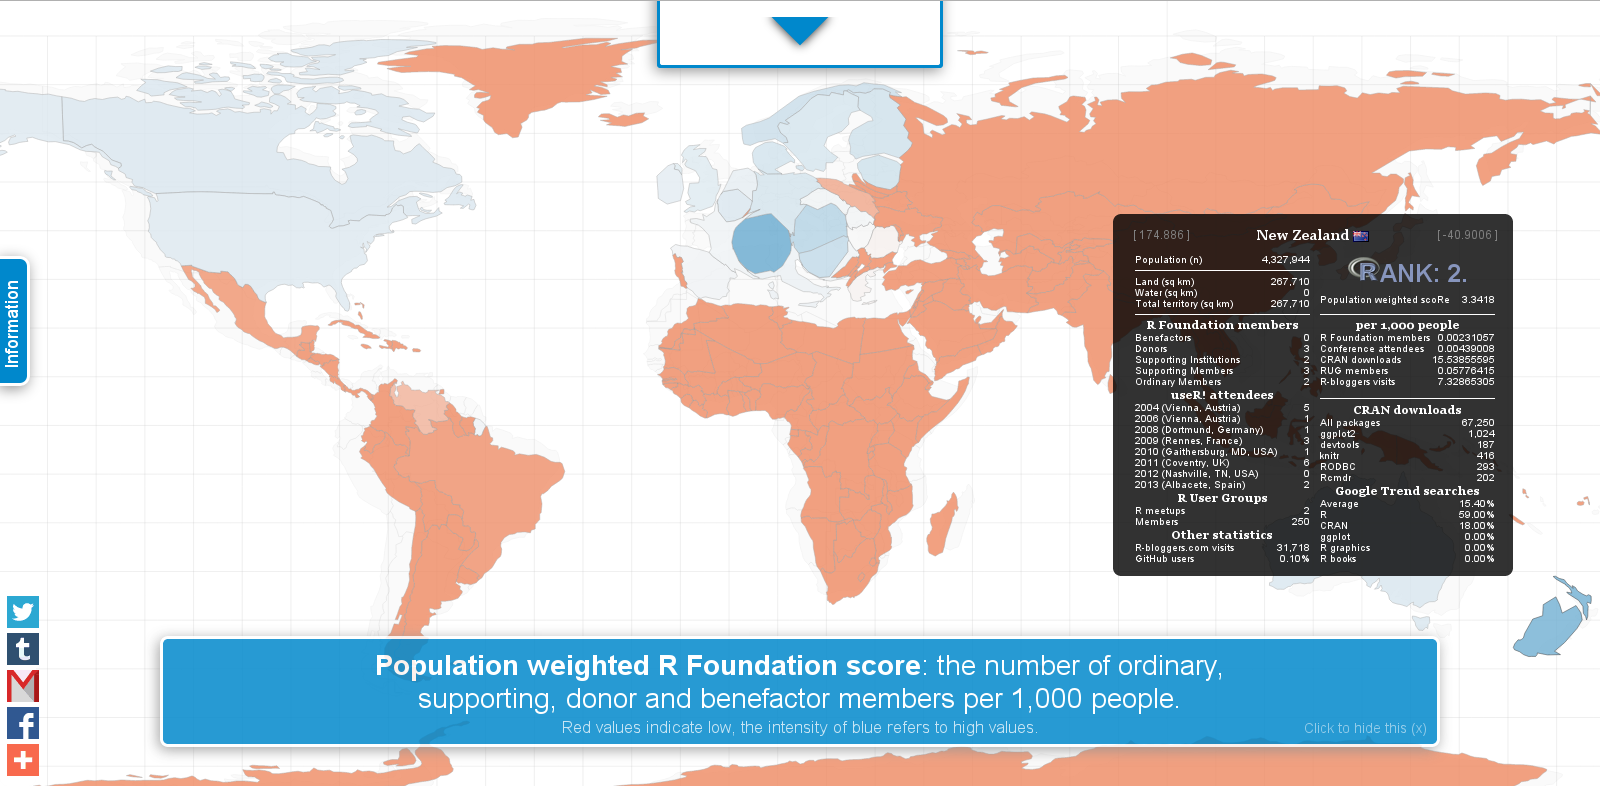 Information
[ 174.886 ] New Zealand [ -40.9006 ]
Population (n) 4,327,944
Land (sq km) 267,710
Water (sq km) 0
Total territory (sq km) 267,710
R Foundation members
Benefactors 0
Donors 3
Supporting Institutions 2
Supporting Members 3
Ordinary Members 2
useR! attendees
2004 (Vienna, Austria) 5
2006 (Vienna, Austria) 1
2008 (Dortmund, Germany) 1
2009 (Rennes, France) 3
2010 (Gaithersburg, MD, USA) 1
2011 (Coventry, UK) 6
2012 (Nashville, TN, USA) 0
2013 (Albacete, Spain) 2
R User Groups
R meetups 2
Members 250
Other statistics
R-bloggers.com visits 31,718
GitHub users 0.10%
RANK: 2.
Population weighted scoRe 3.3418
per 1,000 people
R Foundation members 0.00231057
Conference attendees 0.00439008
CRAN downloads 15.53855595
RUG members 0.05776415
R-bloggers visits 7.32865305
CRAN downloads
All packages 67,250
ggplot2 1,024
devtools 187
knitr 416
RODBC 293
Rcmdr 202
Google Trend searches
Average 15.40%
R 59.00%
CRAN 18.00%
ggplot 0.00%
R graphics 0.00%
R books 0.00%
Population weighted R Foundation score: the number of ordinary,
supporting, donor and benefactor members per 1,000 people.
Red values indicate low, the intensity of blue refers to high values.
Click to hide this (x)